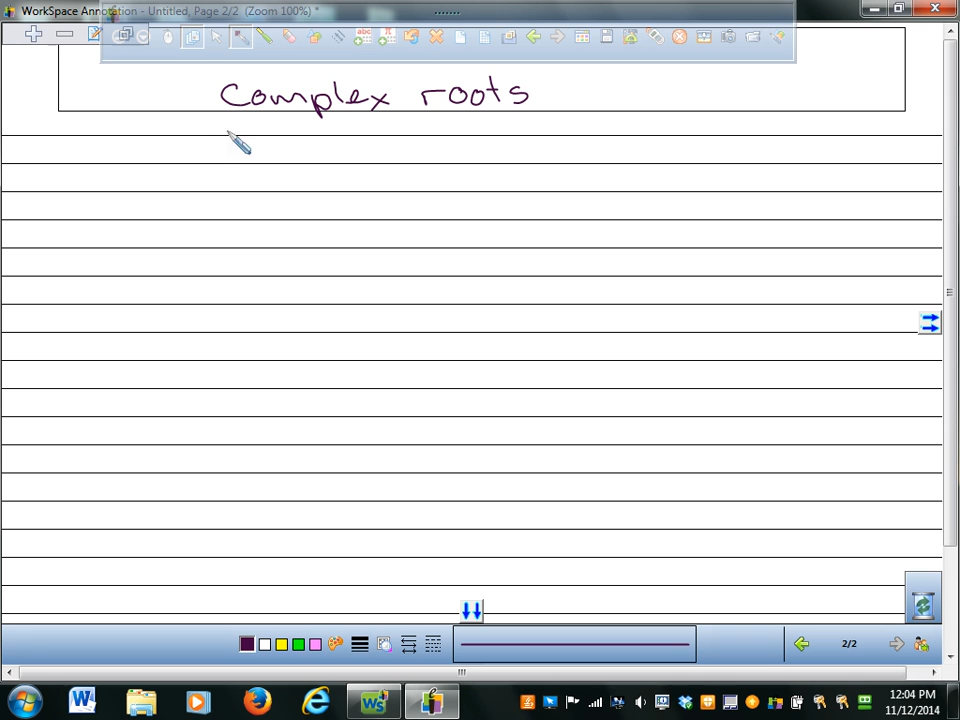 WorkSpace Annotation - Untitled, Page 2/2 (Zoom 100%) *
Complex roots
2/2
12:04 PM
11/12/2014